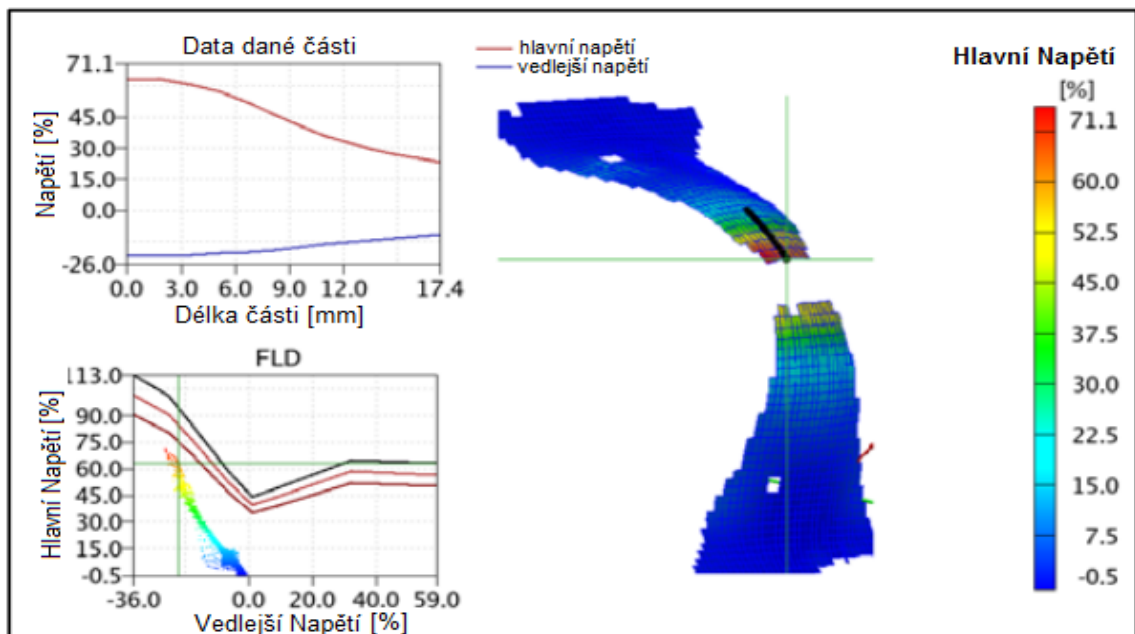 Data dané části
hlavní napětí
vedlejší napětí
Napětí [%]
71.1
45.0
30.0
15.0
0.0
-26.0
0.0 3.0 6.0 9.0 12.0 17.4
Délka části [mm]
FLD
Hlavní Napětí [%]
113.0
90.0
75.0
60.0
45.0
30.0
15.0
-0.5
-36.0 0.0 20.0 40.0 59.0
Vedlejší Napětí [%]
Hlavní Napětí
[%]
71.1
60.0
52.5
45.0
37.5
30.0
22.5
15.0
7.5
-0.5